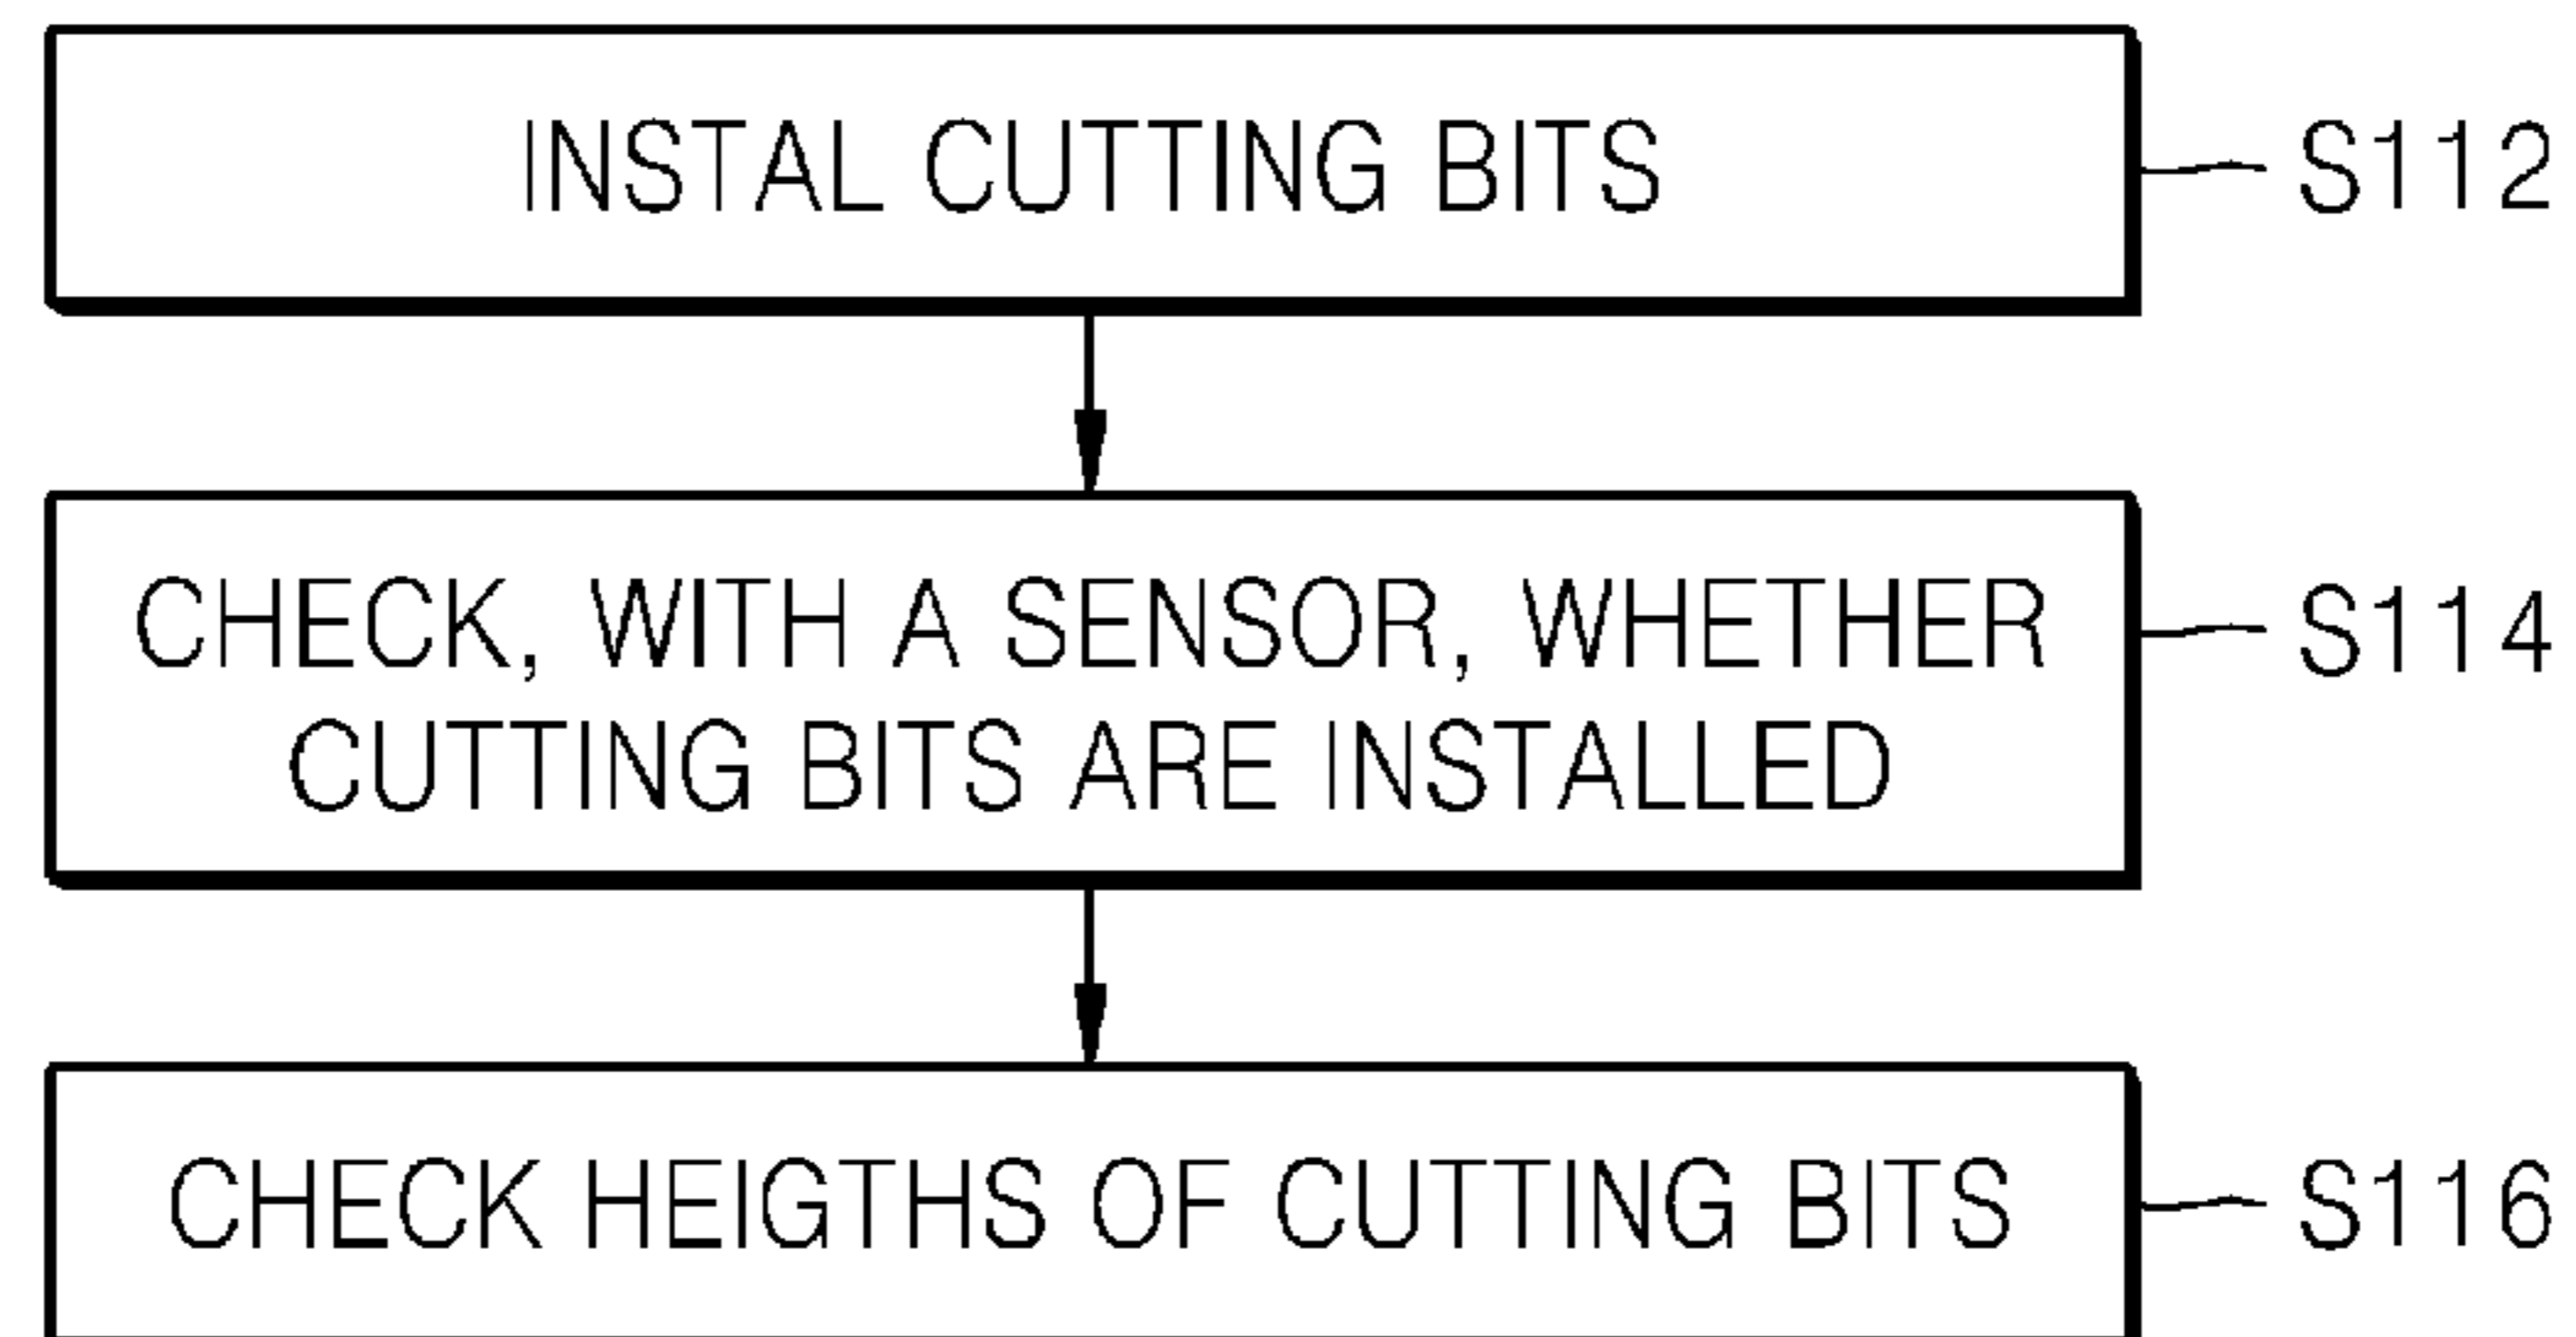 INSTAL CUTTING BITS
S112
CHECK, WITH A SENSOR, WHETHER
CUTTING BITS ARE INSTALLED
S114
CHECK HEIGTHS OF CUTTING BITS
S116